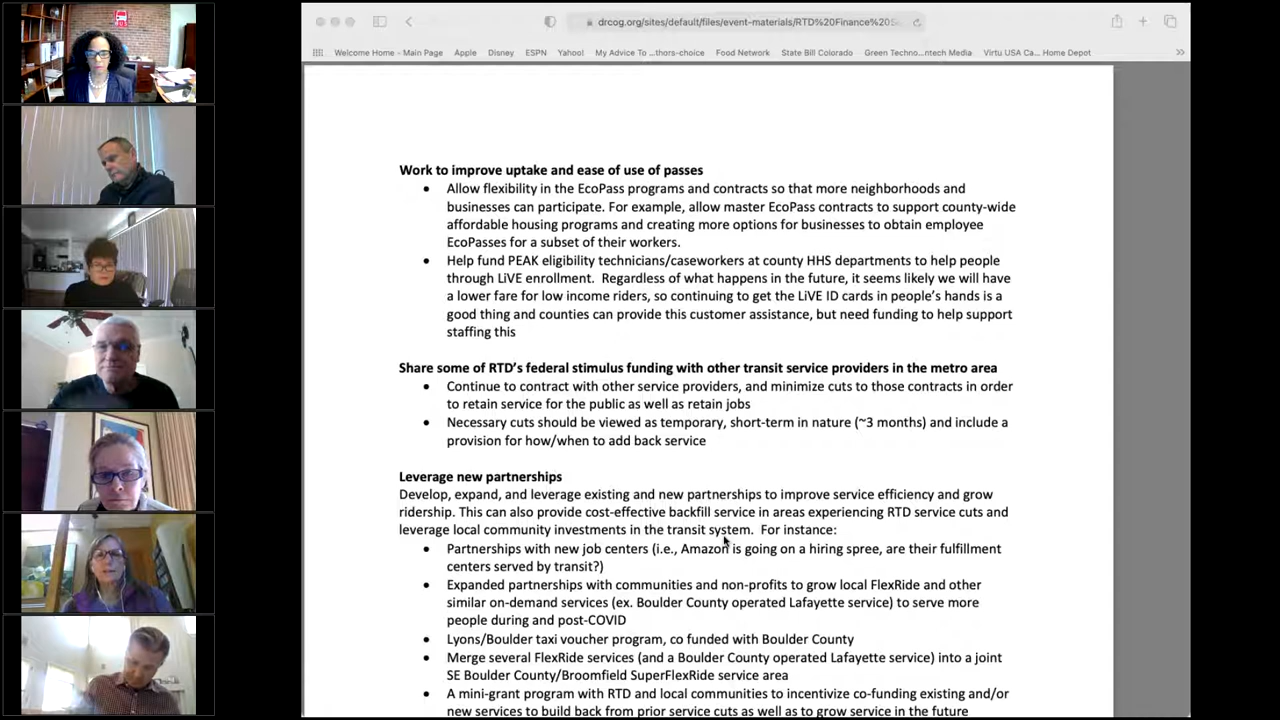 drcog.org/sites/default/files/event-materials/RTD%20Finance%20S
Welcome Home - Main Page Apple Disney ESPN Yahoo! My Advice To ...thors-choice Food Network State Bill Colorado Green Techno...ntech Media Virtu USA Ca... Home Depot
Work to improve uptake and ease of use of passes
• Allow flexibility in the EcoPass programs and contracts so that more neighborhoods and
businesses can participate. For example, allow master EcoPass contracts to support county-wide
affordable housing programs and creating more options for businesses to obtain employee
EcoPasses for a subset of their workers.
• Help fund PEAK eligibility technicians/caseworkers at county HHS departments to help people
through LiVE enrollment. Regardless of what happens in the future, it seems likely we will have
a lower fare for low income riders, so continuing to get the LiVE ID cards in people's hands is a
good thing and counties can provide this customer assistance, but need funding to help support
staffing this
Share some of RTD's federal stimulus funding with other transit service providers in the metro area
• Continue to contract with other service providers, and minimize cuts to those contracts in order
to retain service for the public as well as retain jobs
• Necessary cuts should be viewed as temporary, short-term in nature (~3 months) and include a
provision for how/when to add back service
Leverage new partnerships
Develop, expand, and leverage existing and new partnerships to improve service efficiency and grow
ridership. This can also provide cost-effective backfill service in areas experiencing RTD service cuts and
leverage local community investments in the transit system. For instance:
• Partnerships with new job centers (i.e., Amazon is going on a hiring spree, are their fulfillment
centers served by transit?)
• Expanded partnerships with communities and non-profits to grow local FlexRide and other
similar on-demand services (ex. Boulder County operated Lafayette service) to serve more
people during and post-COVID
• Lyons/Boulder taxi voucher program, co funded with Boulder County
• Merge several FlexRide services (and a Boulder County operated Lafayette service) into a joint
SE Boulder County/Broomfield SuperFlexRide service area
• A mini-grant program with RTD and local communities to incentivize co-funding existing and/or
new services to build back from prior service cuts as well as to grow service in the future